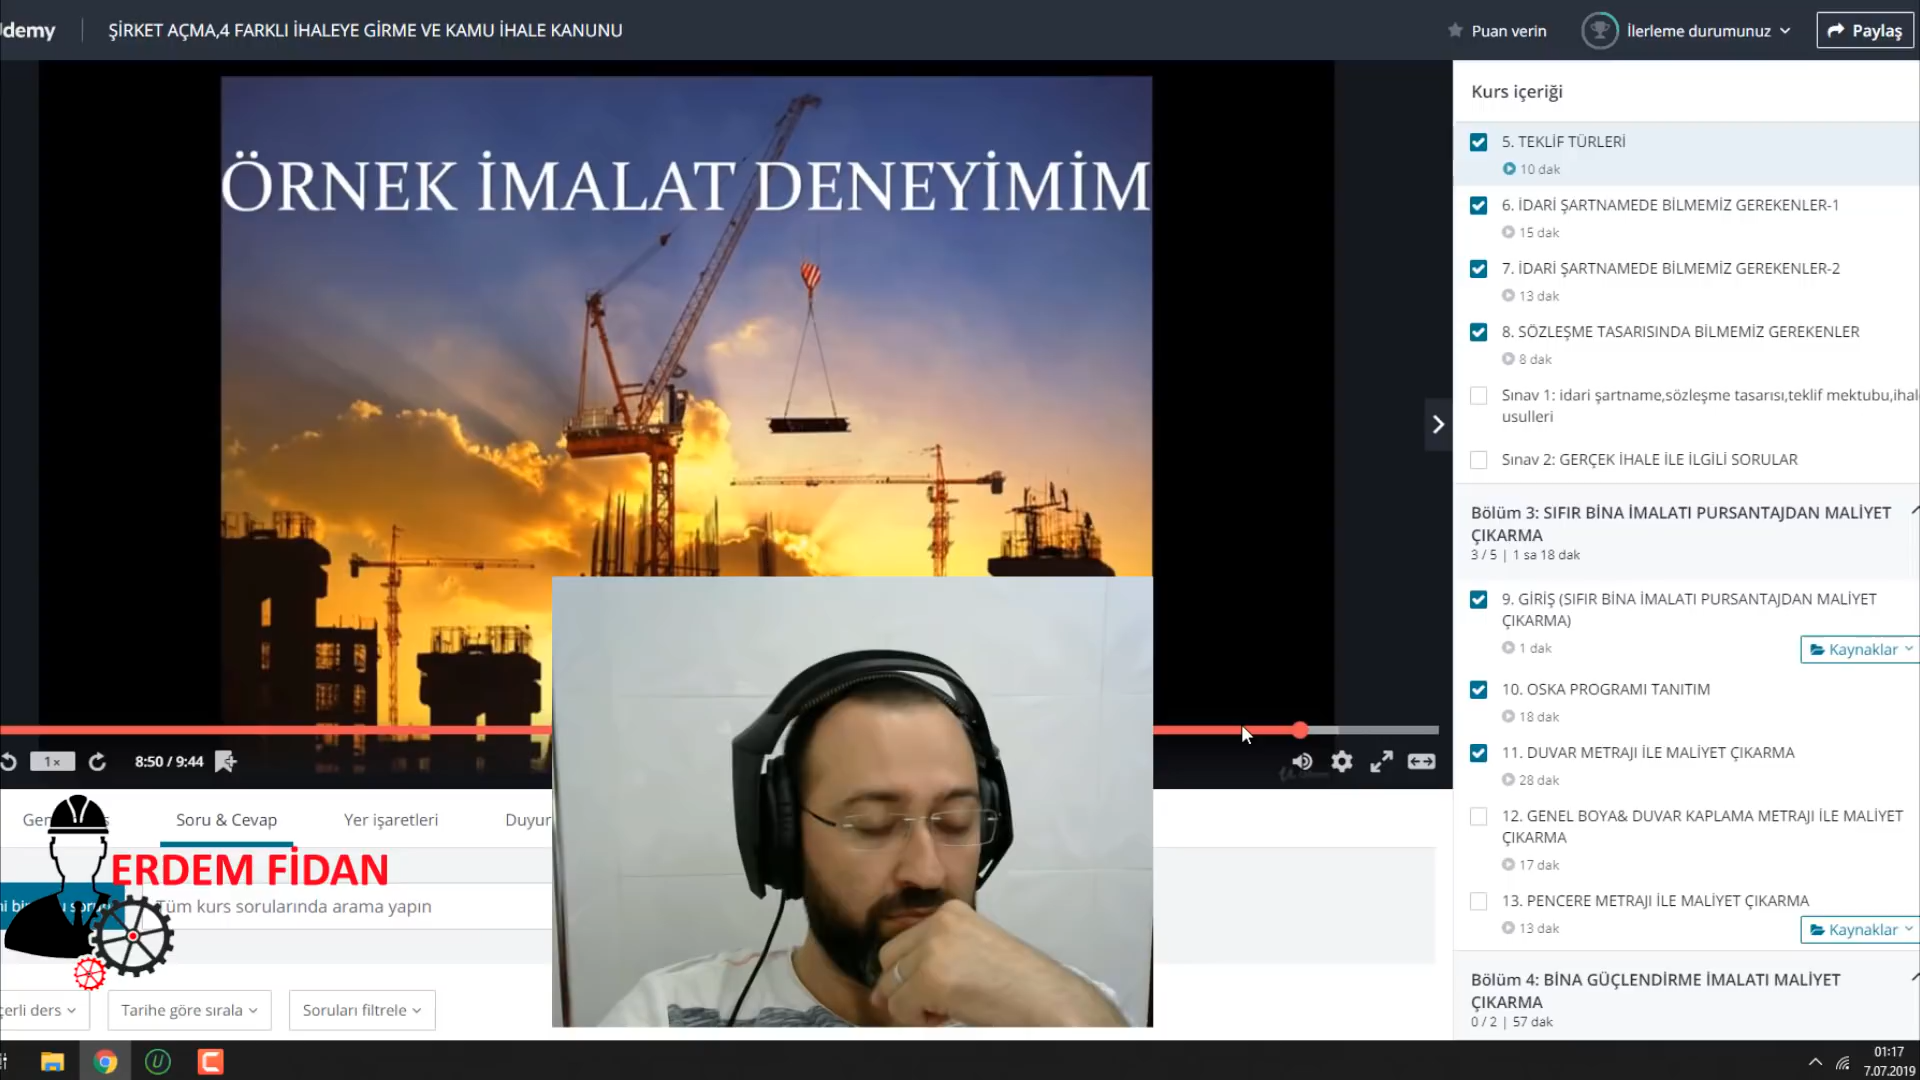 ûdemy
ŞİRKET AÇMA,4 FARKLI İHALEYE GİRME VE KAMU İHALE KANUNU
Puan verin
İlerleme durumunuz
Paylaş
ÖRNEK İMALAT DENEYİMİM
1x
8:50 / 9:44
Soru & Cevap
Yer işaretleri
Duyur
ERDEM FİDAN
Tüm kurs sorularında arama yapın
çerli ders
Tarihe göre sırala
Soruları filtrele
Kurs içeriği
5. TEKLİF TÜRLERİ
10 dak
6. İDARİ ŞARTNAMEDE BİLMEMİZ GEREKENLER-1
15 dak
7. İDARİ ŞARTNAMEDE BİLMEMİZ GEREKENLER-2
13 dak
8. SÖZLEŞME TASARISINDA BİLMEMİZ GEREKENLER
8 dak
Sınav 1: idari şartname,sözleşme tasarısı,teklif mektubu,ihale
usulleri
Sınav 2: GERÇEK İHALE İLE İLGİLİ SORULAR
Bölüm 3: SIFIR BİNA İMALATI PURSANTAJDAN MALİYET
ÇIKARMA
3 / 5 | 1 sa 18 dak
9. GİRİŞ (SIFIR BİNA İMALATI PURSANTAJDAN MALİYET
ÇIKARMA)
1 dak
Kaynaklar
10. OSKA PROGRAMI TANITIM
18 dak
11. DUVAR METRAJI İLE MALİYET ÇIKARMA
28 dak
12. GENEL BOYA& DUVAR KAPLAMA METRAJI İLE MALİYET
ÇIKARMA
17 dak
13. PENCERE METRAJI İLE MALİYET ÇIKARMA
13 dak
Kaynaklar
Bölüm 4: BİNA GÜÇLENDİRME İMALATI MALİYET
ÇIKARMA
0 / 2 | 57 dak
01:17
7.07.2019